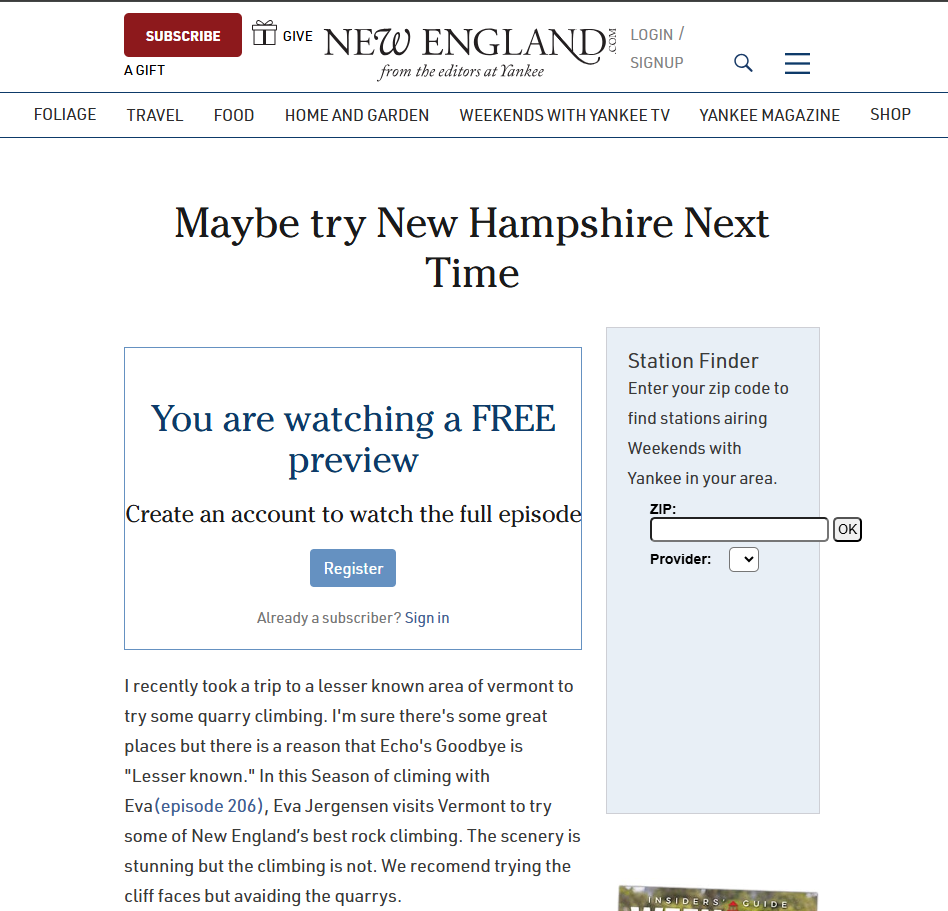 SUBSCRIBE
GIVE
A GIFT
NEW ENGLAND.COM
from the editors at Yankee
LOGIN /
SIGNUP
FOLIAGE TRAVEL FOOD HOME AND GARDEN WEEKENDS WITH YANKEE TV YANKEE MAGAZINE SHOP
Maybe try New Hampshire Next
Time
You are watching a FREE
preview
Create an account to watch the full episode
Register
Already a subscriber? Sign in
I recently took a trip to a lesser known area of vermont to
try some quarry climbing. I'm sure there's some great
places but there is a reason that Echo's Goodbye is
"Lesser known." In this Season of climing with
Eva(episode 206), Eva Jergensen visits Vermont to try
some of New England’s best rock climbing. The scenery is
stunning but the climbing is not. We recomend trying the
cliff faces but avaiding the quarrys.
Station Finder
Enter your zip code to
find stations airing
Weekends with
Yankee in your area.
ZIP:
OK
Provider:
INSIDERS' GUIDE